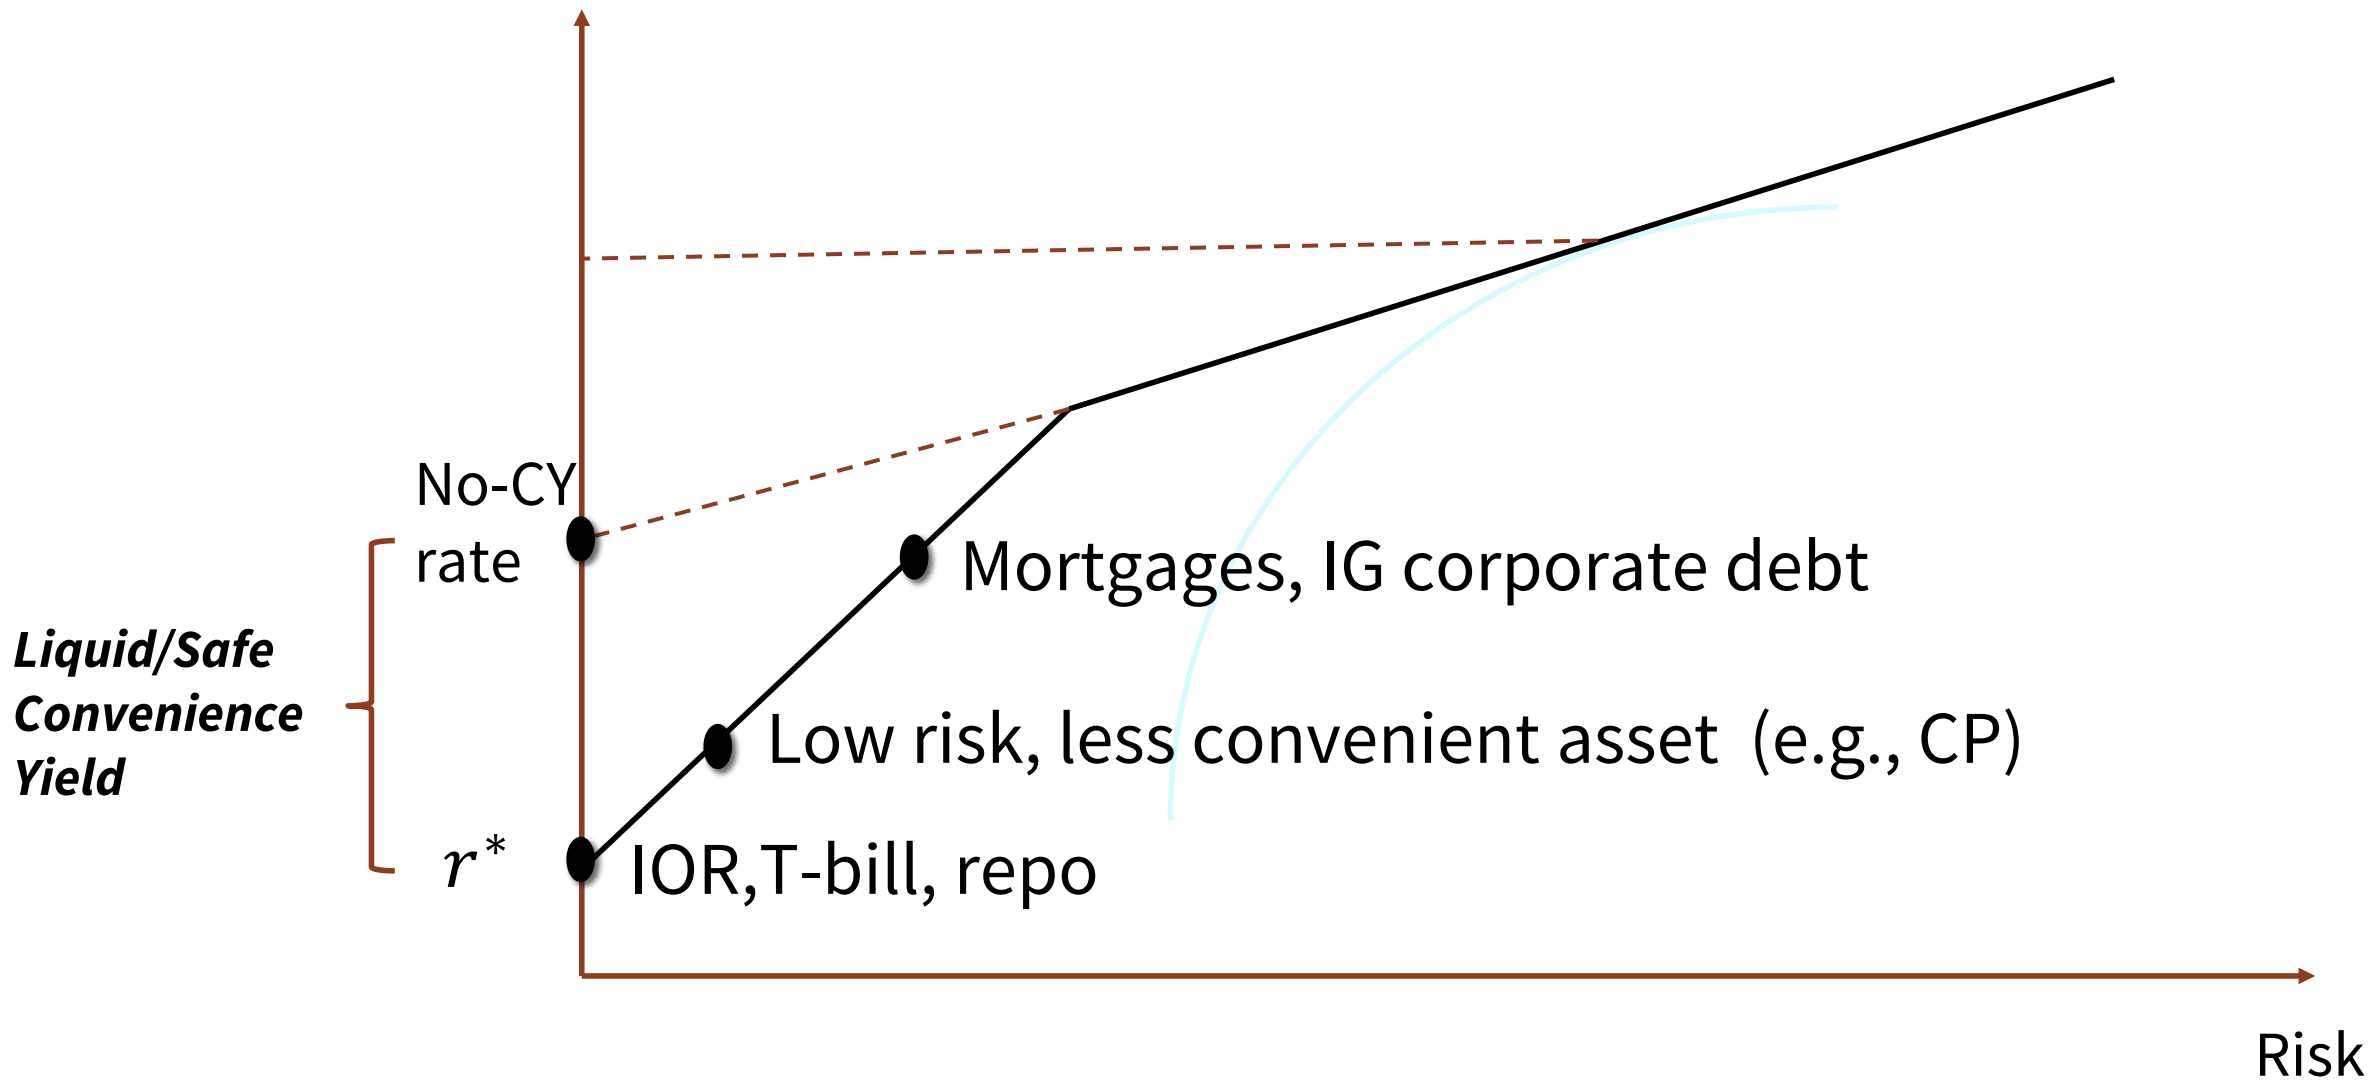 No-CY
rate
Mortgages, IG corporate debt
Liquid/Safe
Convenience
Yield
Low risk, less convenient asset (e.g., CP)
r*
IOR,T-bill, repo
Risk